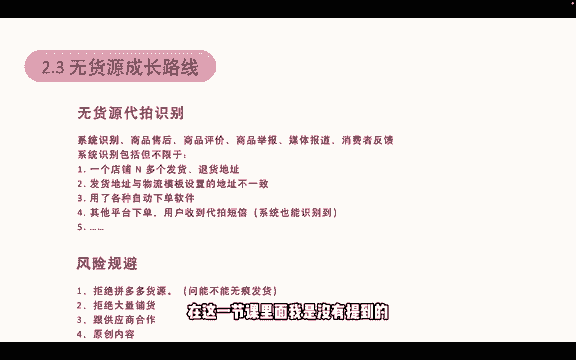 2.3 无货源成长路线
无货源代拍识别
系统识别、商品售后、商品评价、商品举报、媒体报道、消费者反馈
系统识别包括但不限于：
1. 一个店铺 N 多个发货、退货地址
2. 发货地址与物流模板设置的地址不一致
3. 用了各种自动下单软件
4. 其他平台下单，用户收到代拍短信（系统也能识别到）
5. ......
风险规避
1、拒绝拼多多货源。（问能不能无痕发货）
2、拒绝大量铺货
3、跟供应商合作
4、原创内容
在这一节课里面我是没有提到的